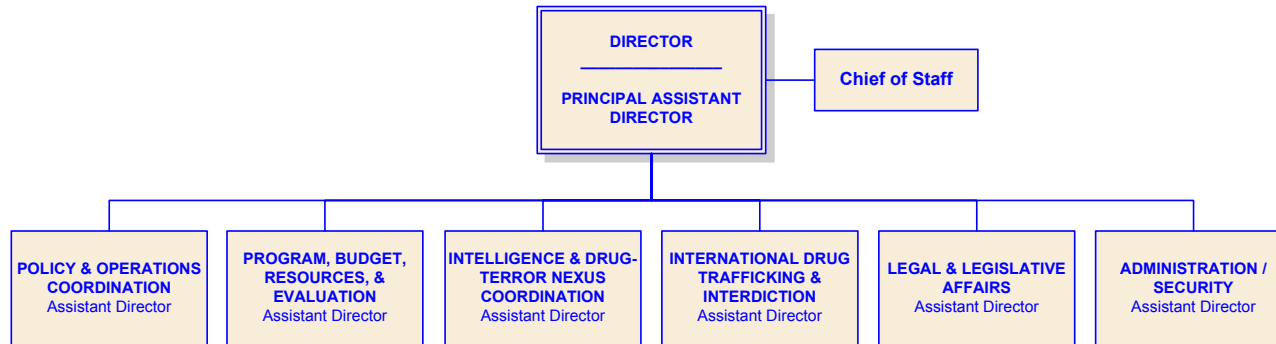 DIRECTOR
PRINCIPAL ASSISTANT
DIRECTOR
Chief of Staff
POLICY & OPERATIONS
COORDINATION
Assistant Director
PROGRAM, BUDGET,
RESOURCES, &
EVALUATION
Assistant Director
INTELLIGENCE & DRUG-
TERROR NEXUS
COORDINATION
Assistant Director
INTERNATIONAL DRUG
TRAFFICKING &
INTERDICTION
Assistant Director
LEGAL & LEGISLATIVE
AFFAIRS
Assistant Director
ADMINISTRATION /
SECURITY
Assistant Director